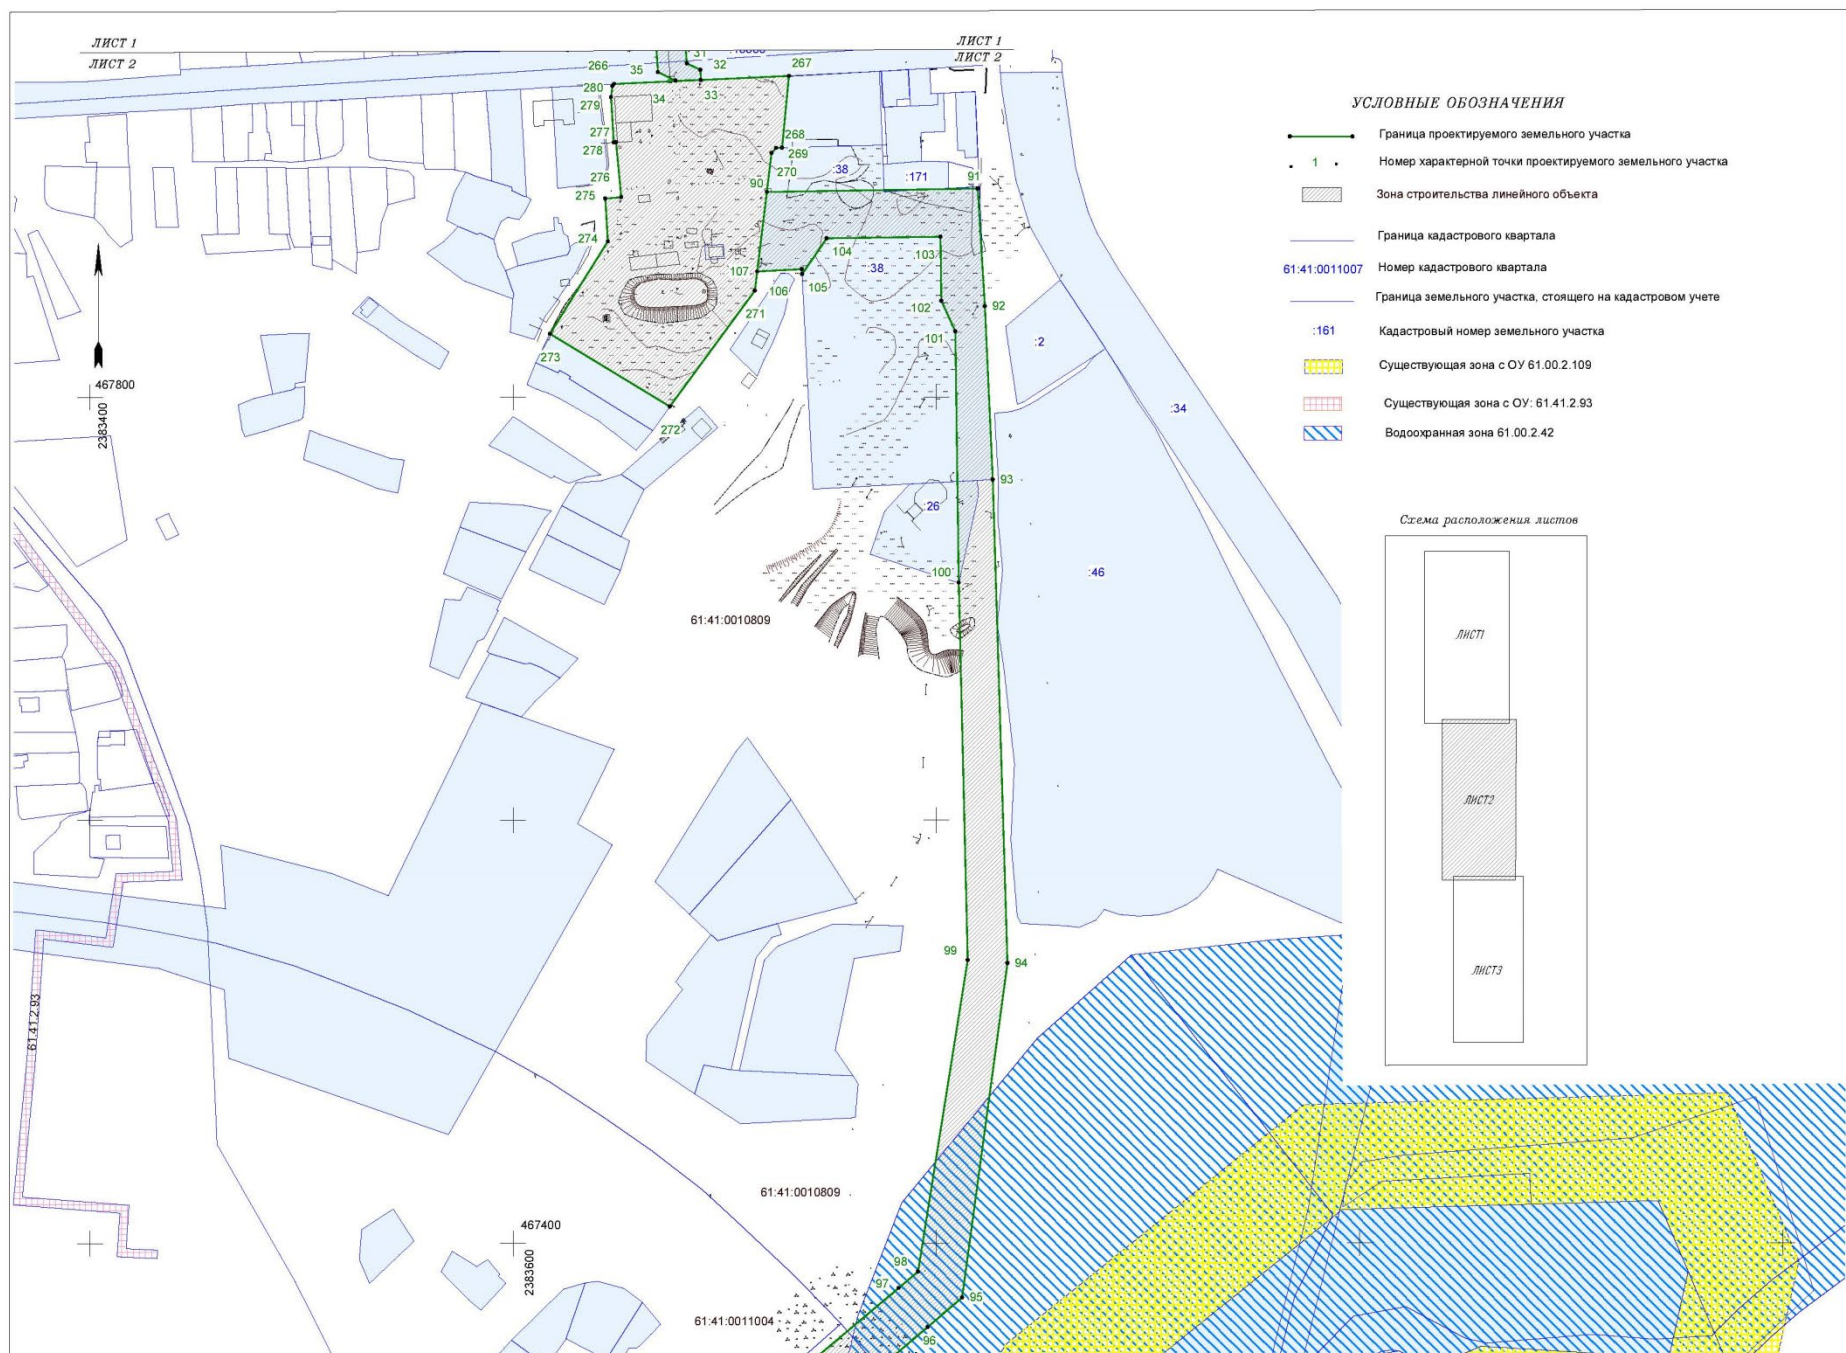 ЛИСТ 1
ЛИСТ 1
ЛИСТ 2
ЛИСТ 2
31
266
35
32
267
280
34
33
279
277
268
278
269
270
:38
:171
276
90
91
275
274
104
103
107
:38
106
105
271
102
92
101
:2
273
467800
2383400
272
:34
93
:26
100
:46
61:41:0010809
99
94
61.41.2.93
61:41:0010809
467400
2383600
98
97
95
61:41:0011004
96
УСЛОВНЫЕ ОБОЗНАЧЕНИЯ
Граница проектируемого земельного участка
1 Номер характерной точки проектируемого земельного участка
Зона строительства линейного объекта
Граница кадастрового квартала
61:41:0011007 Номер кадастрового квартала
Граница земельного участка, стоящего на кадастровом учете
:161 Кадастровый номер земельного участка
Существующая зона с ОУ 61.00.2.109
Существующая зона с ОУ: 61.41.2.93
Водоохранная зона 61.00.2.42
Схема расположения листов
ЛИСТ1
ЛИСТ2
ЛИСТ3